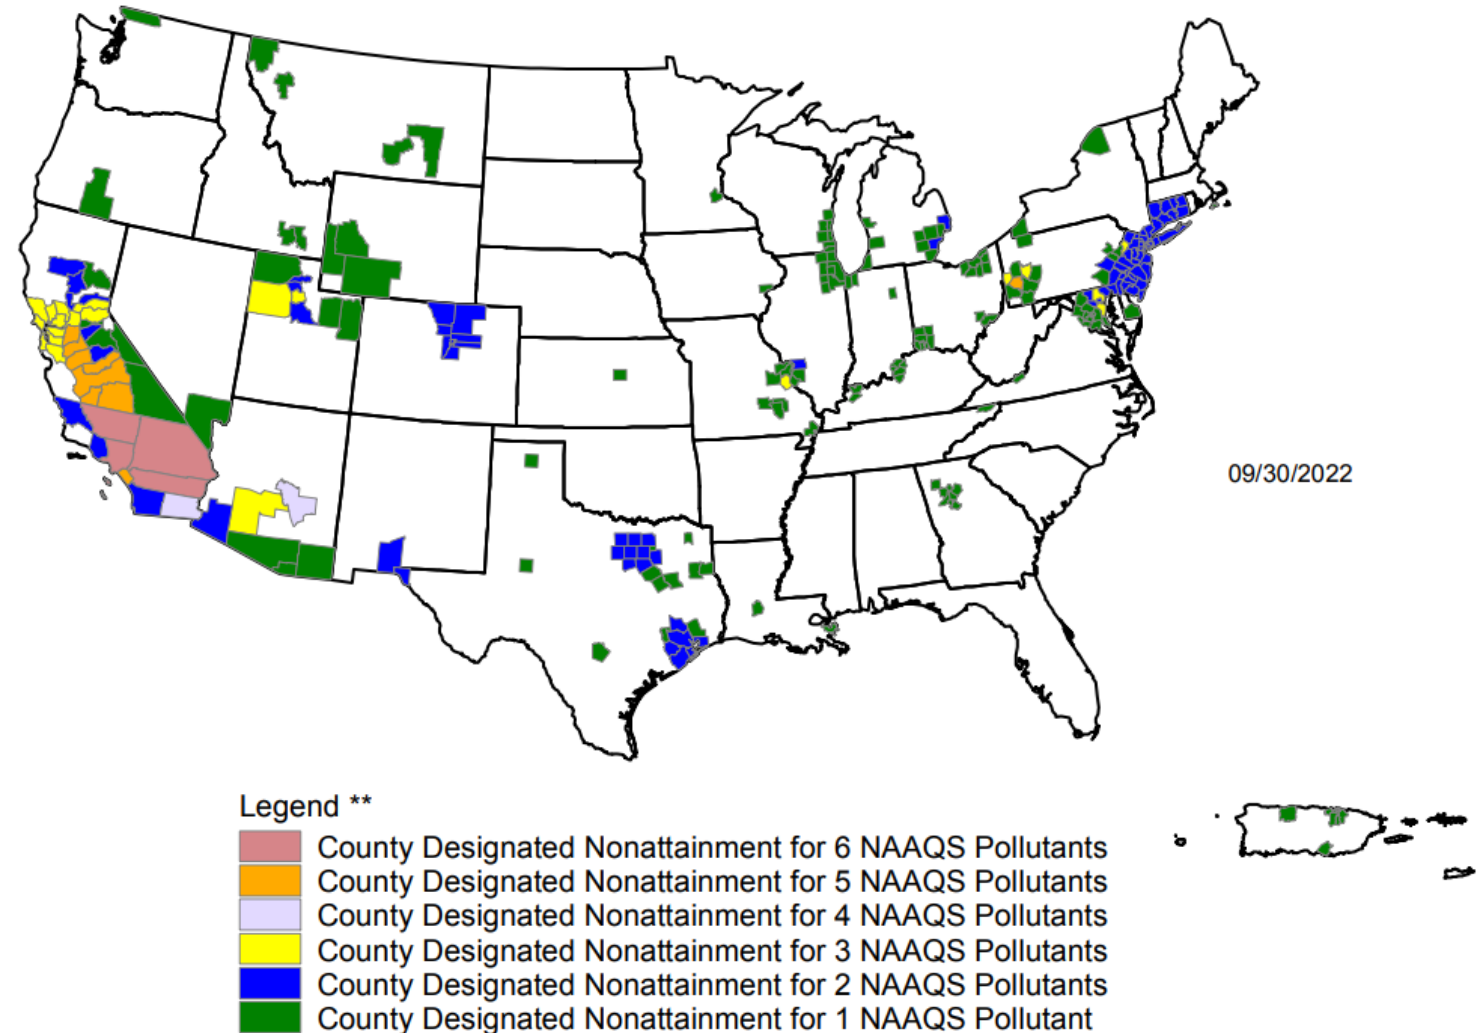 09/30/2022
Legend **
County Designated Nonattainment for 6 NAAQS Pollutants
County Designated Nonattainment for 5 NAAQS Pollutants
County Designated Nonattainment for 4 NAAQS Pollutants
County Designated Nonattainment for 3 NAAQS Pollutants
County Designated Nonattainment for 2 NAAQS Pollutants
County Designated Nonattainment for 1 NAAQS Pollutant